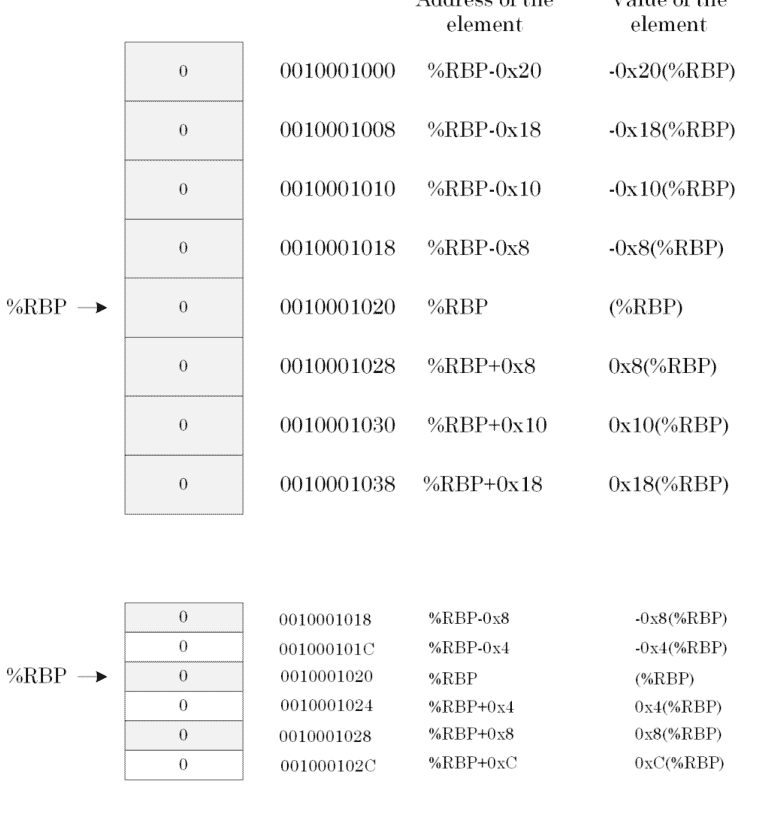 Address of the Value of the
element element
0 0010001000 %RBP-0x20 -0x20(%RBP)
0 0010001008 %RBP-0x18 -0x18(%RBP)
0 0010001010 %RBP-0x10 -0x10(%RBP)
0 0010001018 %RBP-0x8 -0x8(%RBP)
%RBP 0 0010001020 %RBP (%RBP)
0 0010001028 %RBP+0x8 0x8(%RBP)
0 0010001030 %RBP+0x10 0x10(%RBP)
0 0010001038 %RBP+0x18 0x18(%RBP)
0 0010001018 %RBP-0x8 -0x8(%RBP)
0 001000101C %RBP-0x4 -0x4(%RBP)
%RBP 0 0010001020 %RBP (%RBP)
0 0010001024 %RBP+0x4 0x4(%RBP)
0 0010001028 %RBP+0x8 0x8(%RBP)
0 001000102C %RBP+0xC 0xC(%RBP)